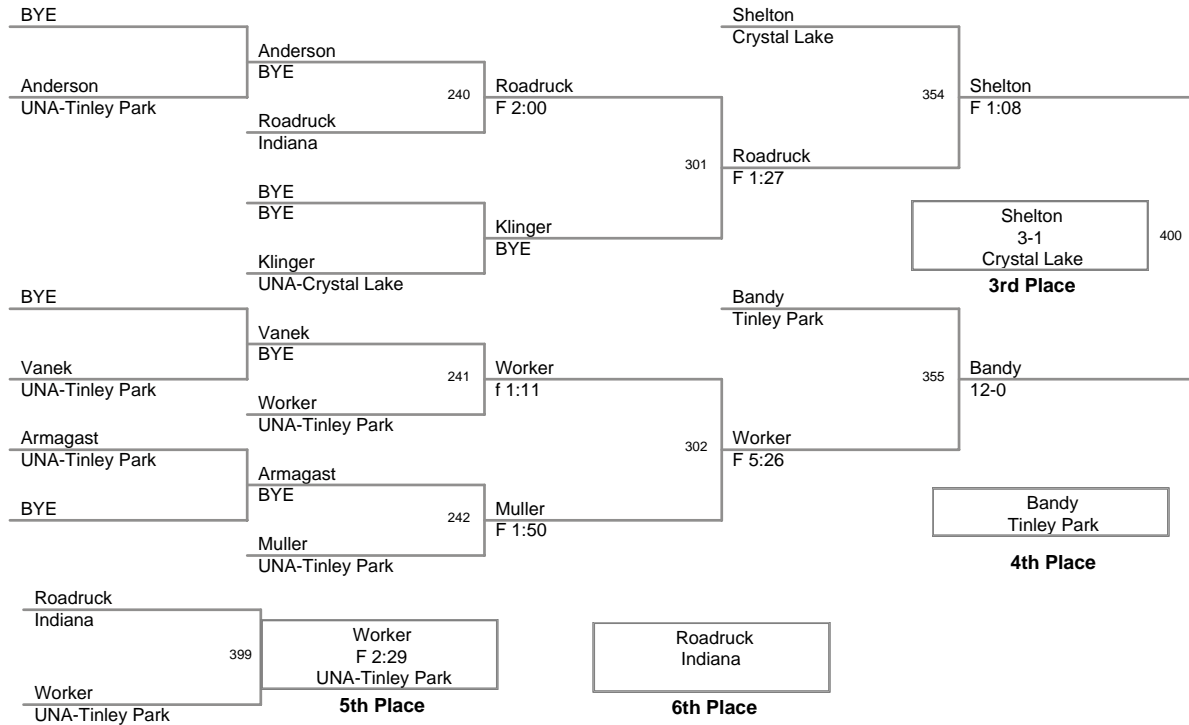 BYE
Anderson
UNA-Tinley Park
Anderson
BYE
240
Roadruck
Indiana
Roadruck
F 2:00
BYE
BYE
Klinger
UNA-Crystal Lake
Klinger
BYE
301
Roadruck
F 1:27
Shelton
Crystal Lake
354
Shelton
F 1:08
Shelton
3-1
Crystal Lake
400
3rd Place
BYE
Vanek
UNA-Tinley Park
Vanek
BYE
241
Worker
UNA-Tinley Park
Worker
f 1:11
Armagast
UNA-Tinley Park
BYE
Armagast
BYE
242
Muller
UNA-Tinley Park
Muller
F 1:50
302
Worker
F 5:26
Bandy
Tinley Park
355
Bandy
12-0
Bandy
Tinley Park
4th Place
Roadruck
Indiana
399
Worker
UNA-Tinley Park
Worker
F 2:29
UNA-Tinley Park
5th Place
Roadruck
Indiana
6th Place